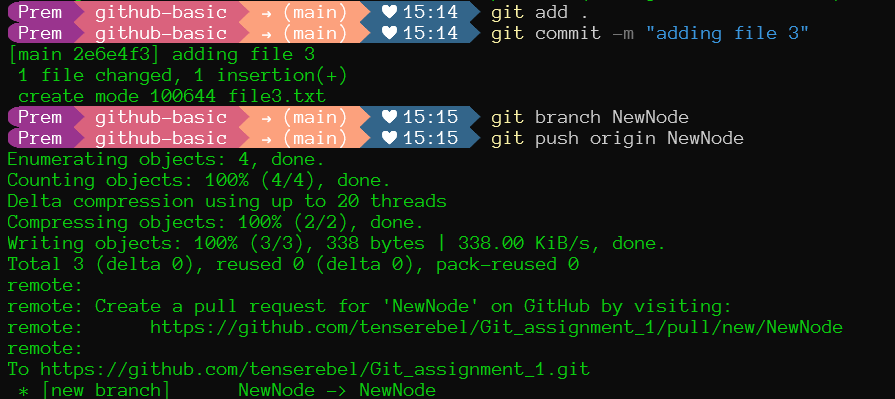 Prem github-basic → (main) ♥ 15:14 git add .
Prem github-basic → (main) ♥ 15:14 git commit -m "adding file 3"
[main 2e6e4f3] adding file 3
 1 file changed, 1 insertion(+)
 create mode 100644 file3.txt
Prem github-basic → (main) ♥ 15:15 git branch NewNode
Prem github-basic → (main) ♥ 15:15 git push origin NewNode
Enumerating objects: 4, done.
Counting objects: 100% (4/4), done.
Delta compression using up to 20 threads
Compressing objects: 100% (2/2), done.
Writing objects: 100% (3/3), 338 bytes | 338.00 KiB/s, done.
Total 3 (delta 0), reused 0 (delta 0), pack-reused 0
remote:
remote: Create a pull request for 'NewNode' on GitHub by visiting:
remote:      https://github.com/tenserebel/Git_assignment_1/pull/new/NewNode
remote:
To https://github.com/tenserebel/Git_assignment_1.git
 * [new branch]      NewNode -> NewNode